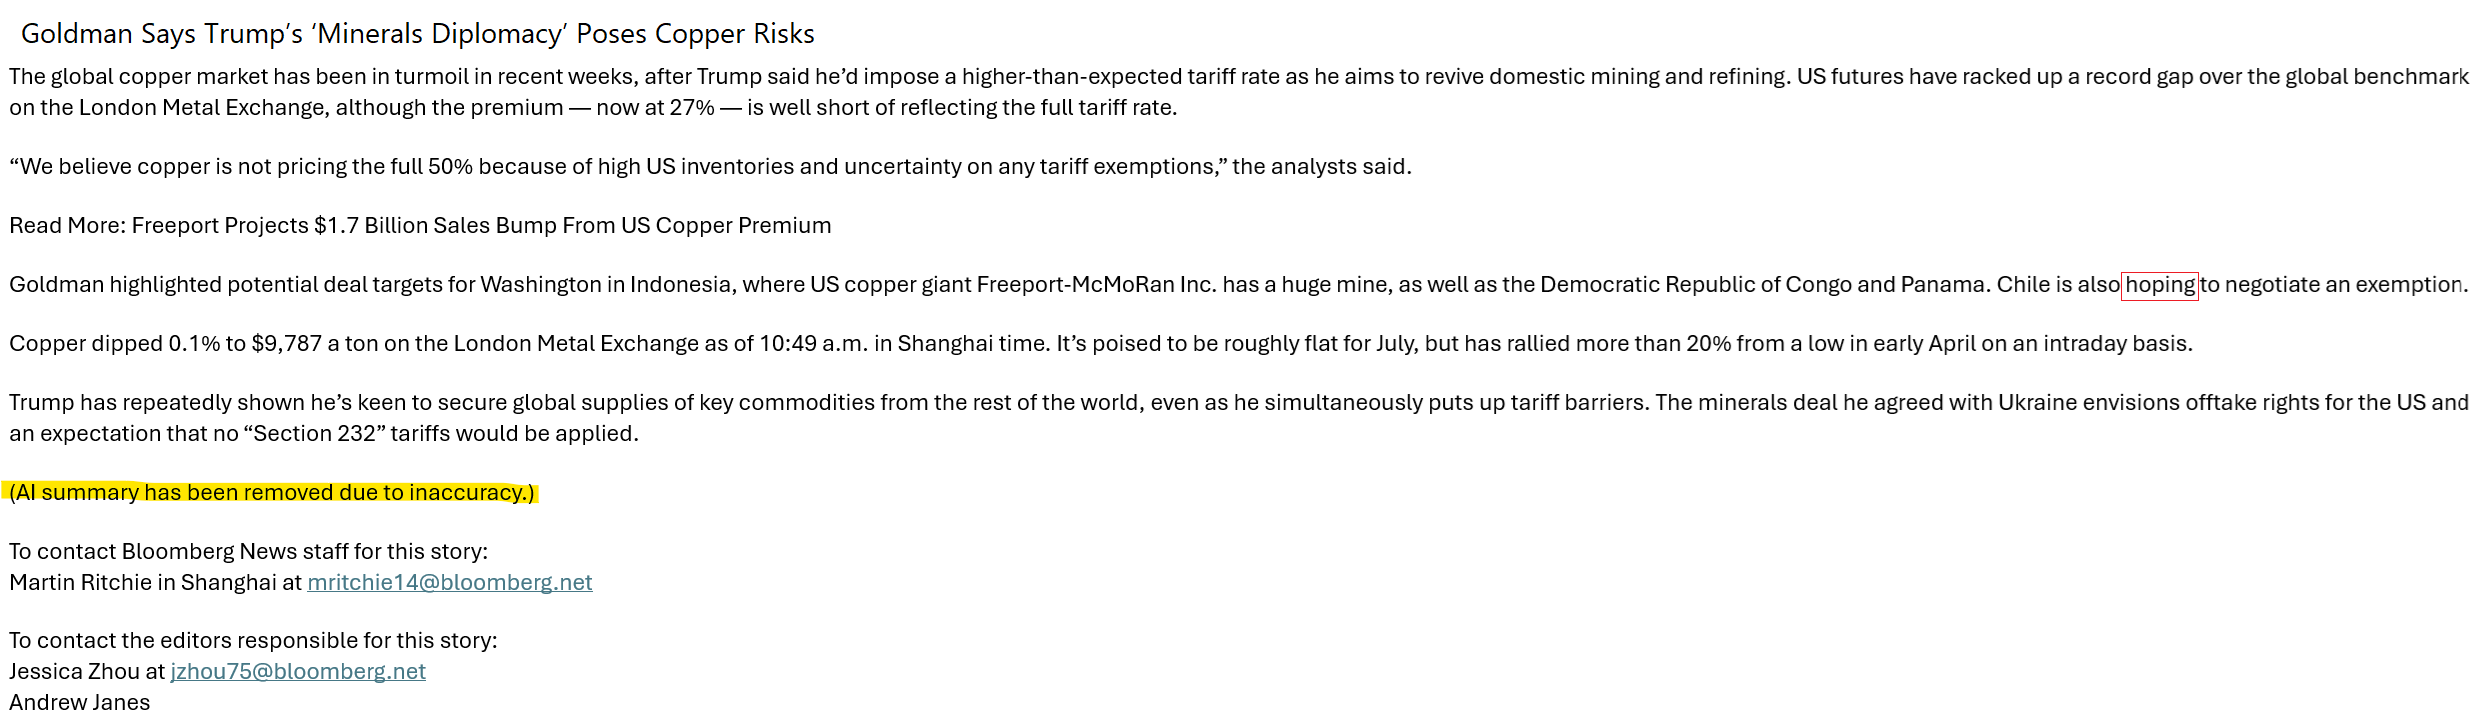 Goldman Says Trump’s ‘Minerals Diplomacy’ Poses Copper Risks
The global copper market has been in turmoil in recent weeks, after Trump said he’d impose a higher-than-expected tariff rate as he aims to revive domestic mining and refining. US futures have racked up a record gap over the global benchmark
on the London Metal Exchange, although the premium — now at 27% — is well short of reflecting the full tariff rate.
“We believe copper is not pricing the full 50% because of high US inventories and uncertainty on any tariff exemptions,” the analysts said.
Read More: Freeport Projects $1.7 Billion Sales Bump From US Copper Premium
Goldman highlighted potential deal targets for Washington in Indonesia, where US copper giant Freeport-McMoRan Inc. has a huge mine, as well as the Democratic Republic of Congo and Panama. Chile is also hoping to negotiate an exemption.
Copper dipped 0.1% to $9,787 a ton on the London Metal Exchange as of 10:49 a.m. in Shanghai time. It’s poised to be roughly flat for July, but has rallied more than 20% from a low in early April on an intraday basis.
Trump has repeatedly shown he’s keen to secure global supplies of key commodities from the rest of the world, even as he simultaneously puts up tariff barriers. The minerals deal he agreed with Ukraine envisions offtake rights for the US and
an expectation that no “Section 232” tariffs would be applied.
(AI summary has been removed due to inaccuracy.)
To contact Bloomberg News staff for this story:
Martin Ritchie in Shanghai at mritchie14@bloomberg.net
To contact the editors responsible for this story:
Jessica Zhou at jzhou75@bloomberg.net
Andrew Janes